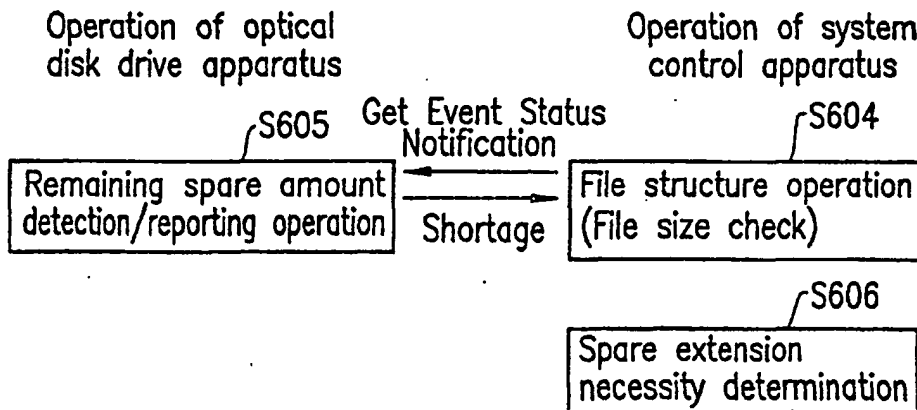 Operation of optical
disk drive apparatus
Operation of system
control apparatus
S605
Get Event Status
Notification
S604
Remaining spare amount
detection/reporting operation
Shortage
File structure operation
(File size check)
S606
Spare extension
necessity determination